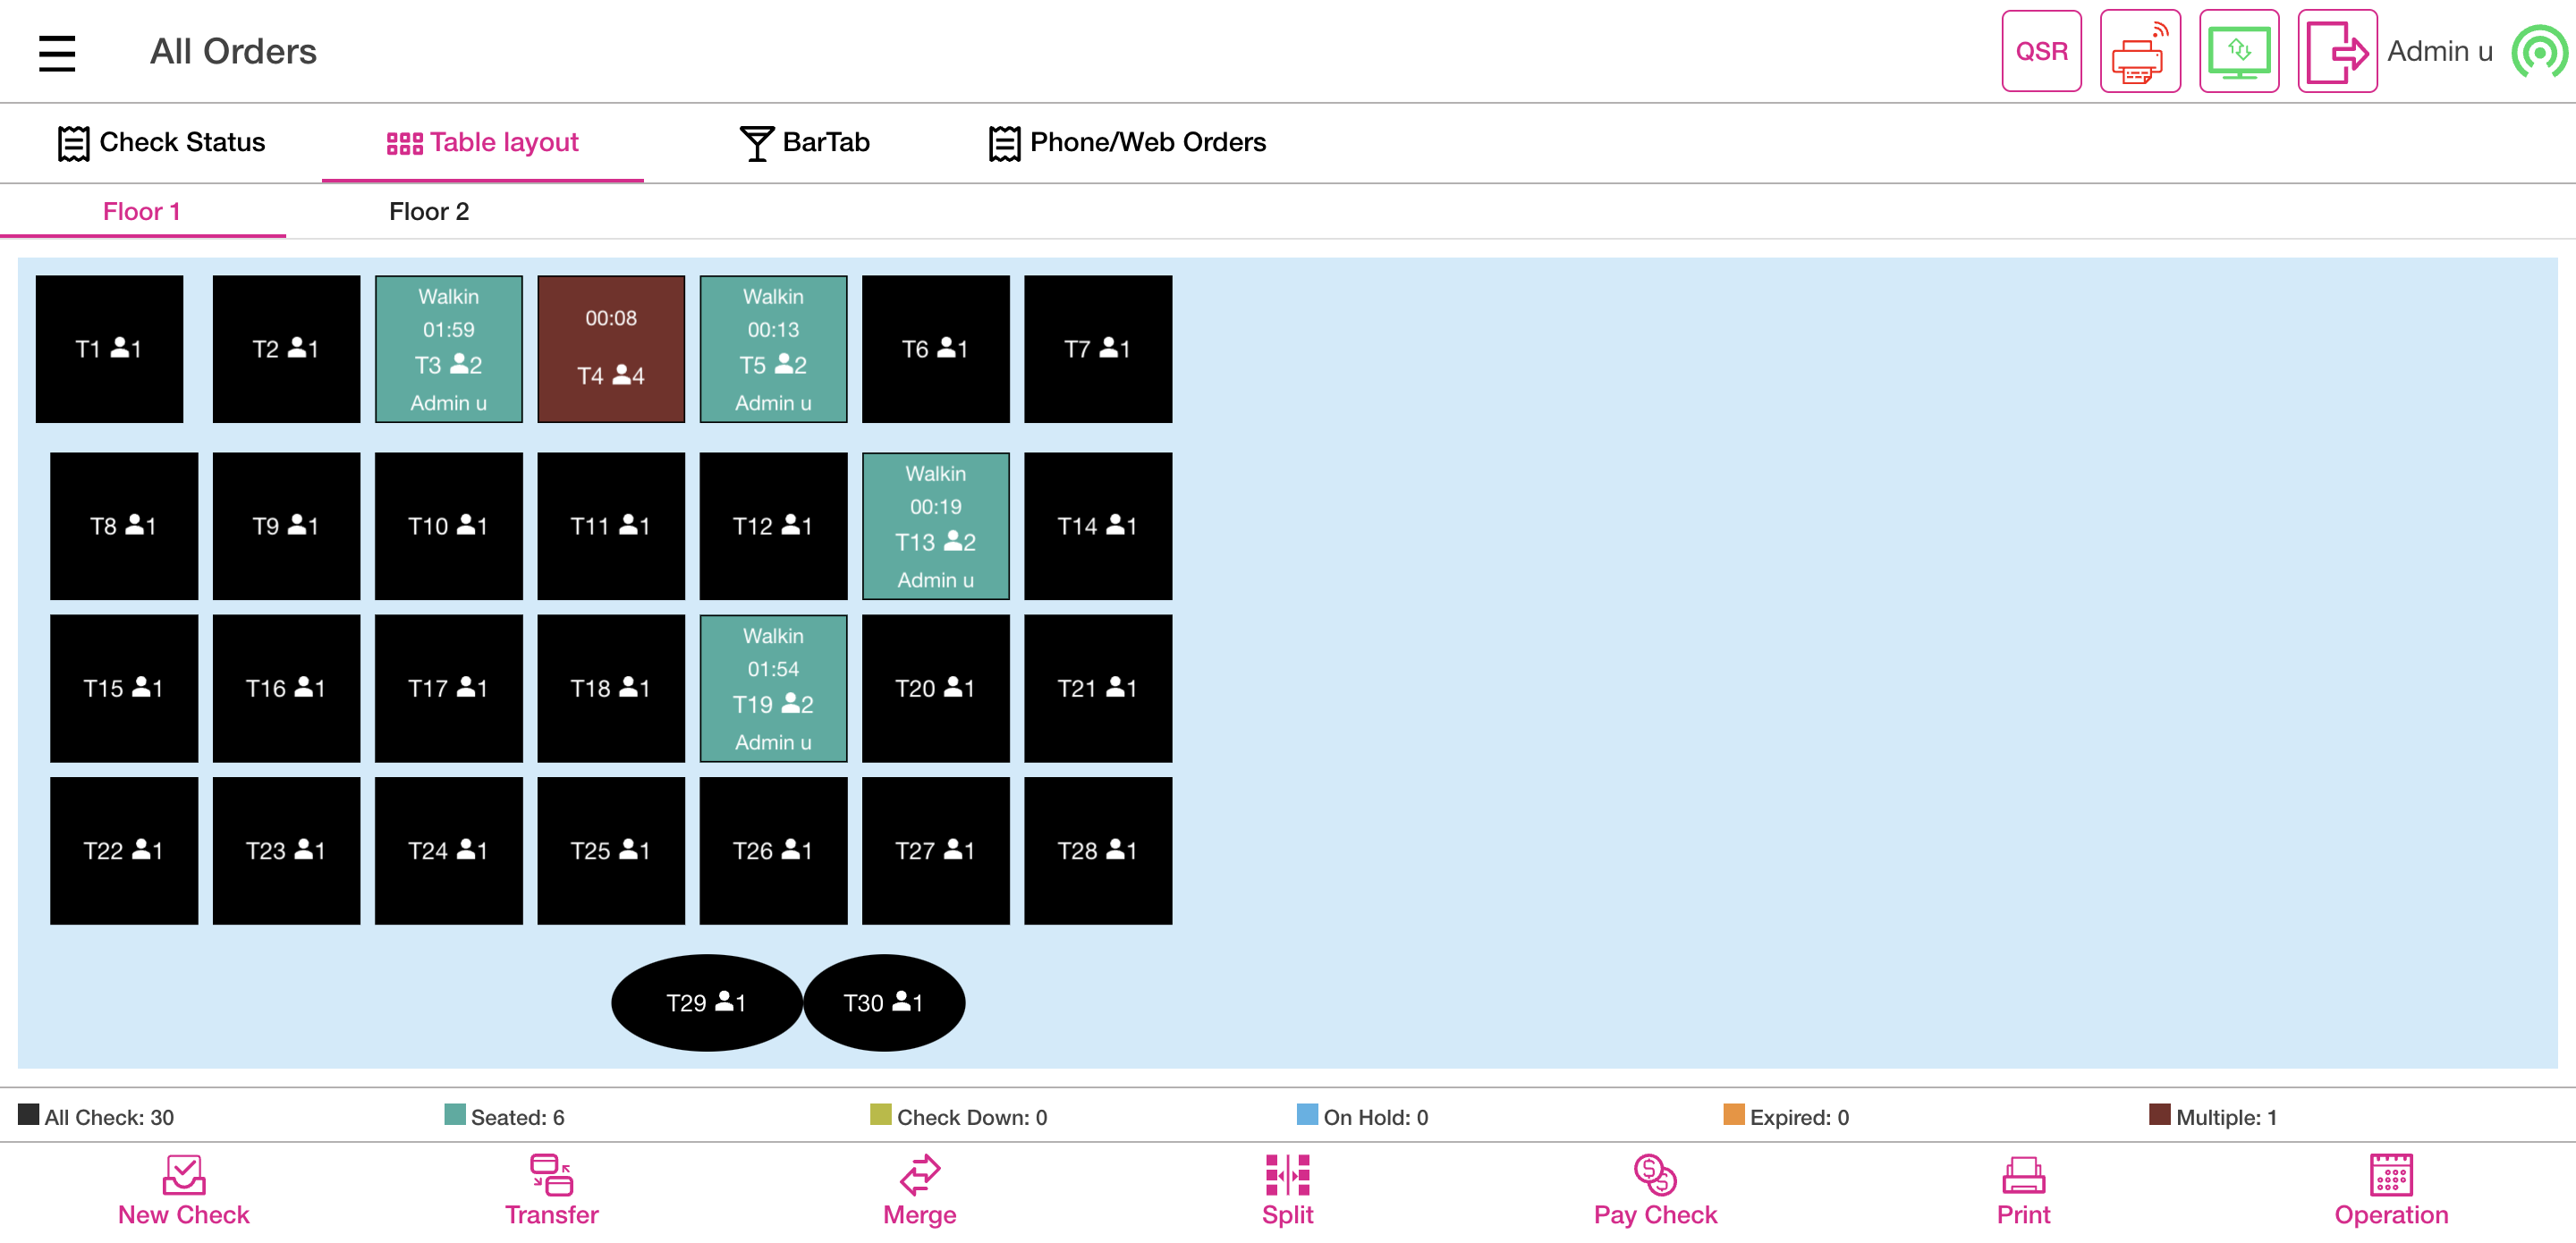 All Orders
QSR
Admin u
Check Status
Table layout
BarTab
Phone/Web Orders
Floor 1
Floor 2
T1 1
T2 1
Walkin
01:59
T3 2
Admin u
00:08
T4 4
Walkin
00:13
T5 2
Admin u
T6 1
T7 1
T8 1
T9 1
T10 1
T11 1
T12 1
Walkin
00:19
T13 2
Admin u
T14 1
T15 1
T16 1
T17 1
T18 1
Walkin
01:54
T19 2
Admin u
T20 1
T21 1
T22 1
T23 1
T24 1
T25 1
T26 1
T27 1
T28 1
T29 1
T30 1
All Check: 30
Seated: 6
Check Down: 0
On Hold: 0
Expired: 0
Multiple: 1
New Check
Transfer
Merge
Split
Pay Check
Print
Operation